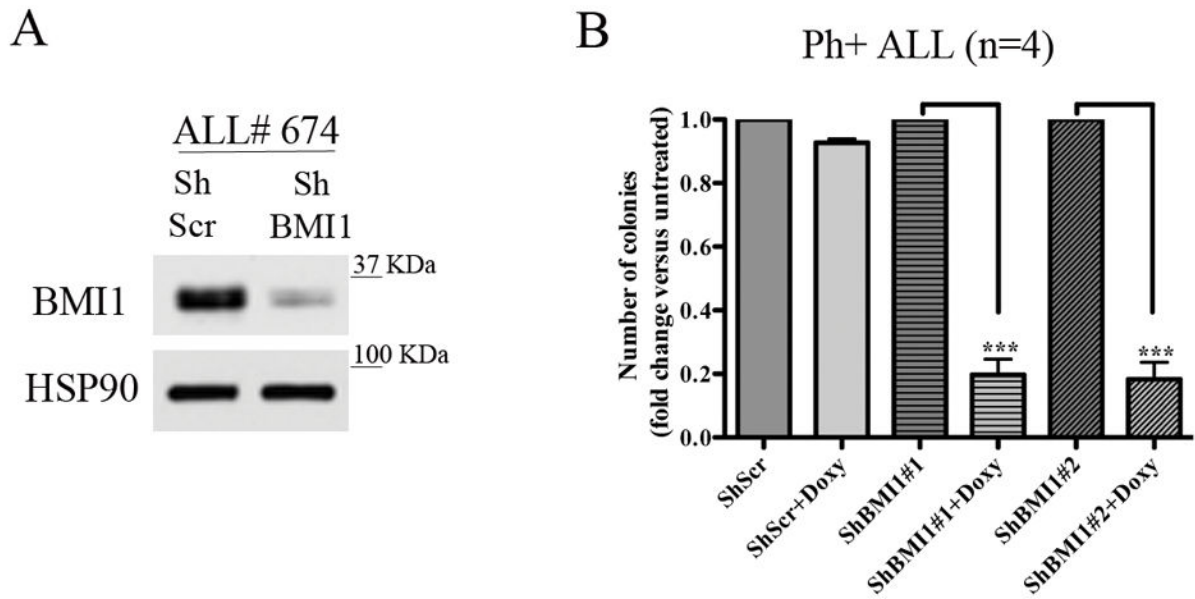 A
ALL# 674
Sh Sh
Scr BMI1
37 KDa
BMI1
100 KDa
HSP90
B
Ph+ ALL (n=4)
Number of colonies
(fold change versus untreated)
1.0
0.8
0.6
0.4
0.2
0.0
***
***
ShScr
ShScr+Doxy
ShBMI1#1
ShBMI1#1+Doxy
ShBMI1#2
ShBMI1#2+Doxy